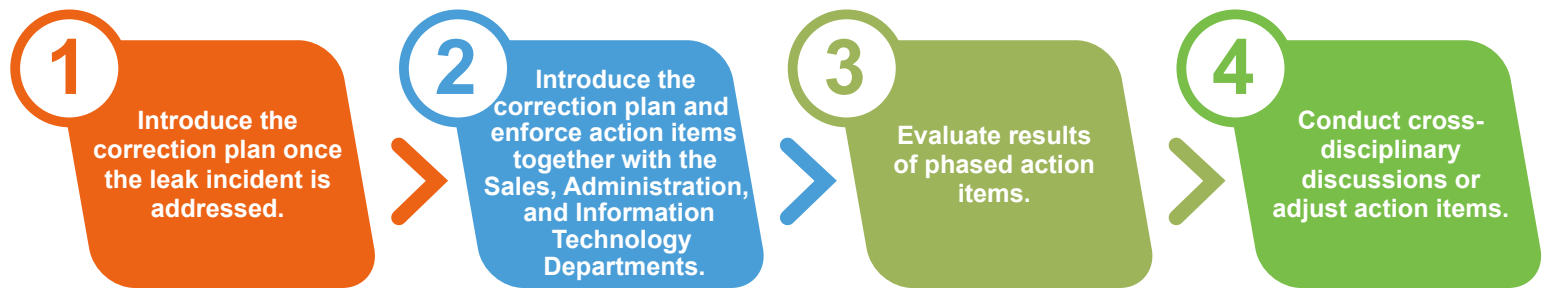 1
Introduce the
correction plan once
the leak incident is
addressed.
2
Introduce the
correction plan and
enforce action items
together with the
Sales, Administration,
and Information
Technology
Departments.
3
Evaluate results
of phased action
items.
4
Conduct cross-
disciplinary
discussions or
adjust action items.